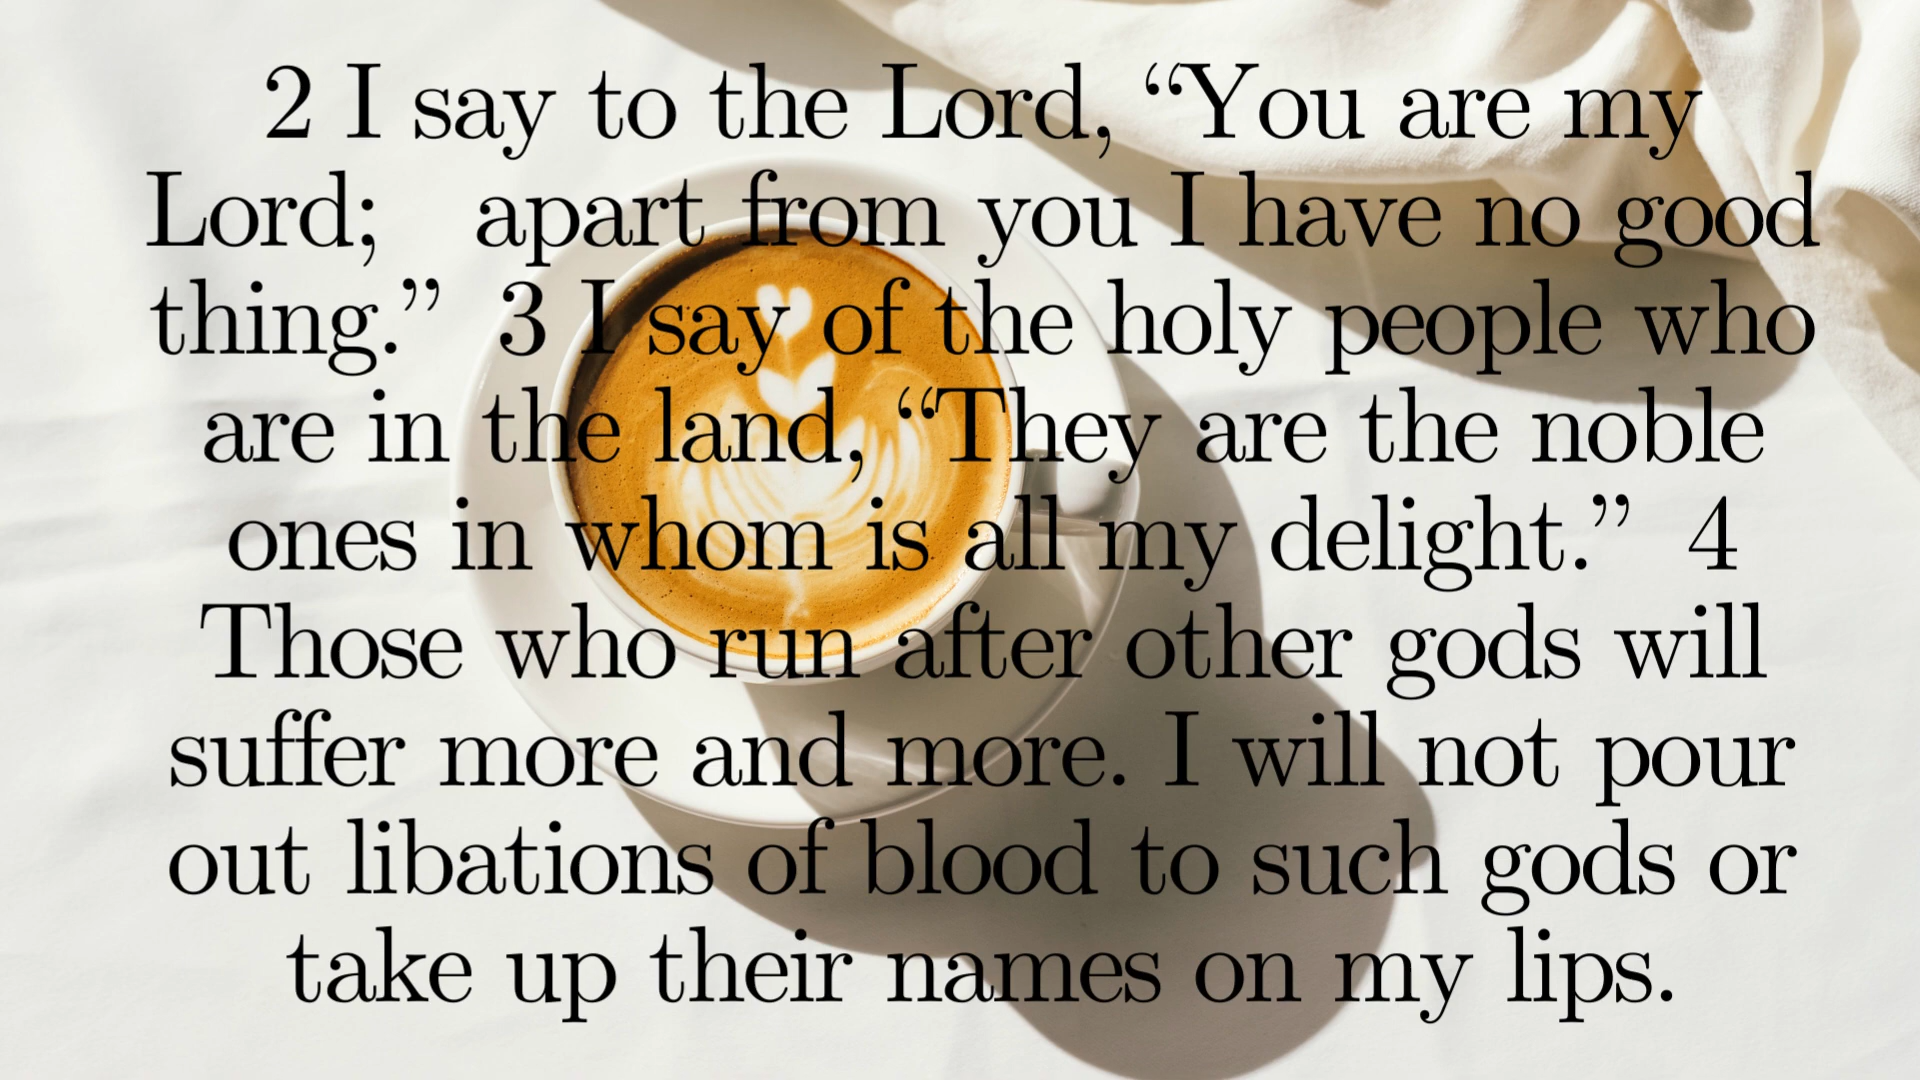 2 I say to the Lord, “You are my
Lord; apart from you I have no good
thing.” 3 I say of the holy people who
are in the land, “They are the noble
ones in whom is all my delight.” 4
Those who run after other gods will
suffer more and more. I will not pour
out libations of blood to such gods or
take up their names on my lips.